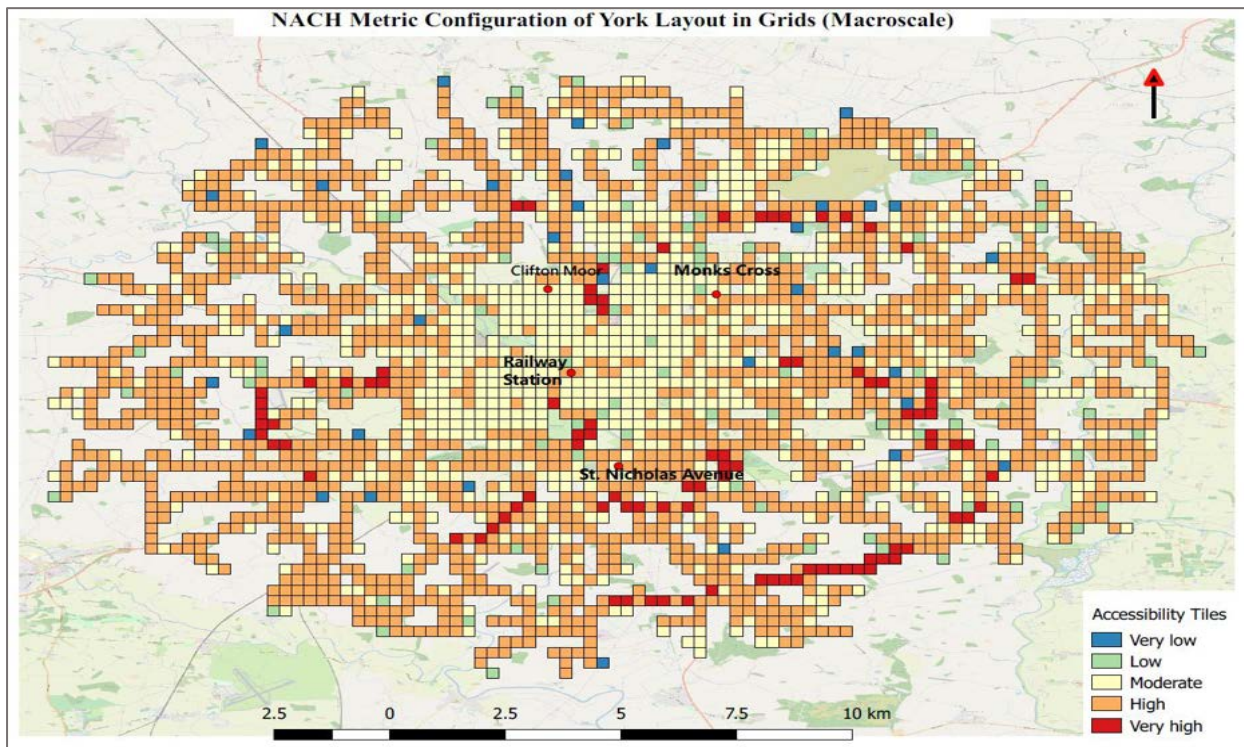 NACH Metric Configuration of York Layout in Grids (Macroscale)
Clifton Moor
Monks Cross
Railway
Station
St. Nicholas Avenue
Accessibility Tiles
Very low
Low
Moderate
High
Very high
2.5 0 2.5 5 7.5 10 km